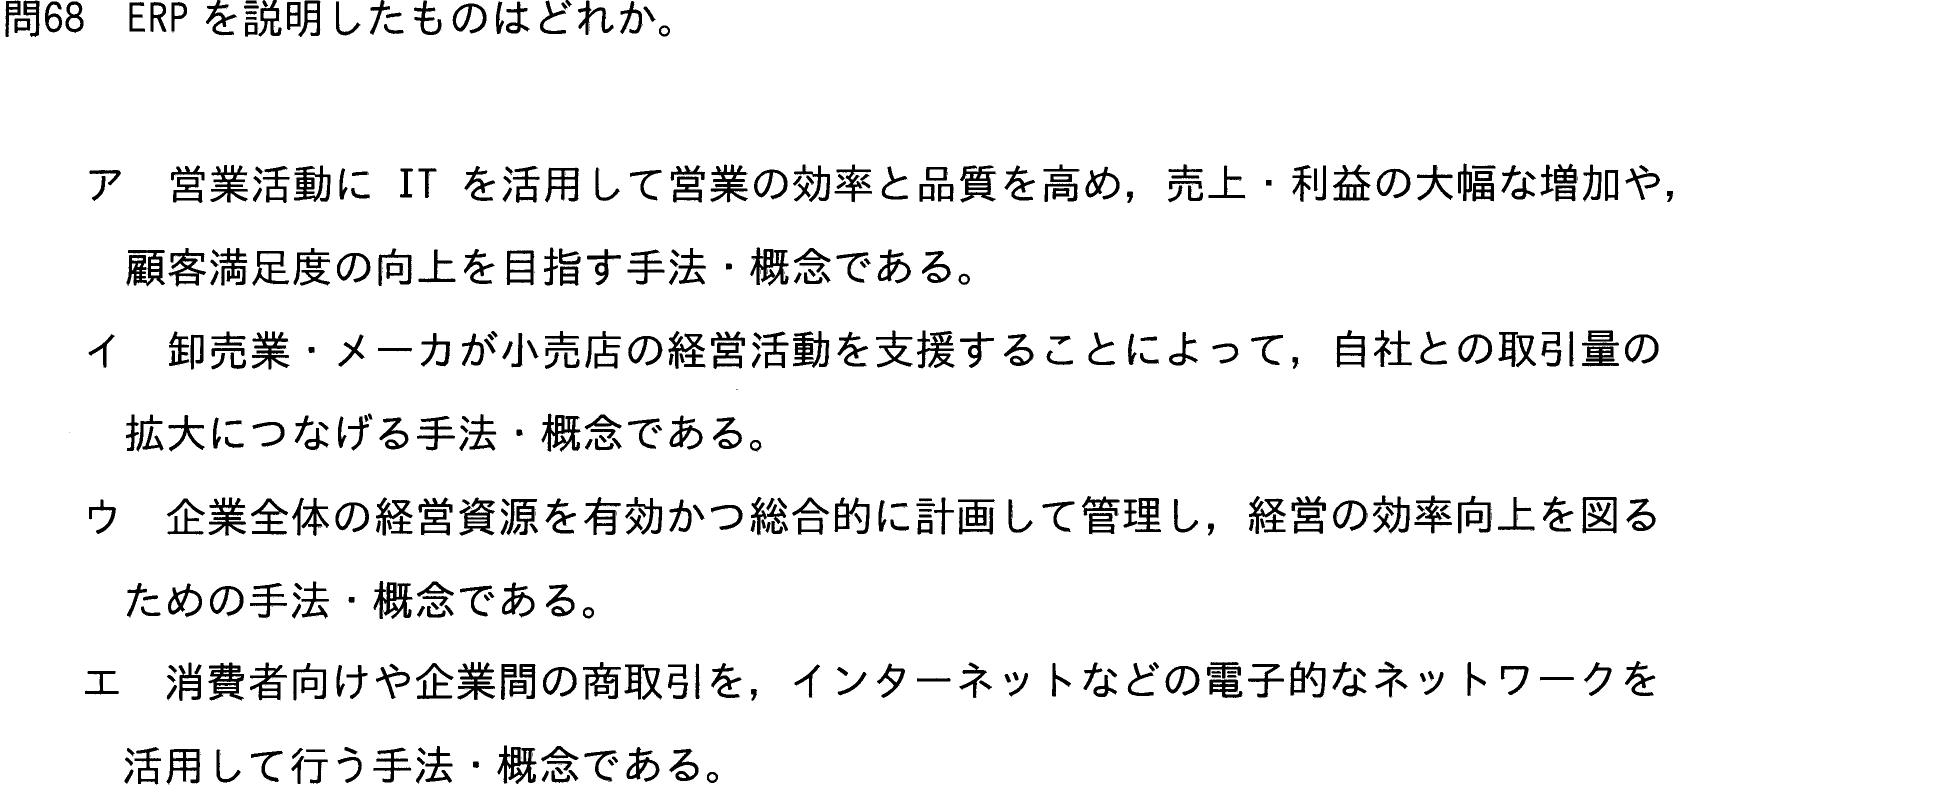 問68 ERP を説明したものはどれか。
ア 営業活動に IT を活用して営業の効率と品質を高め，売上・利益の大幅な増加や，
顧客満足度の向上を目指す手法・概念である。
イ 卸売業・メーカが小売店の経営活動を支援することによって，自社との取引量の
拡大につなげる手法・概念である。
ウ 企業全体の経営資源を有効かつ総合的に計画して管理し，経営の効率向上を図る
ための手法・概念である。
エ 消費者向けや企業間の商取引を，インターネットなどの電子的なネットワークを
活用して行う手法・概念である。